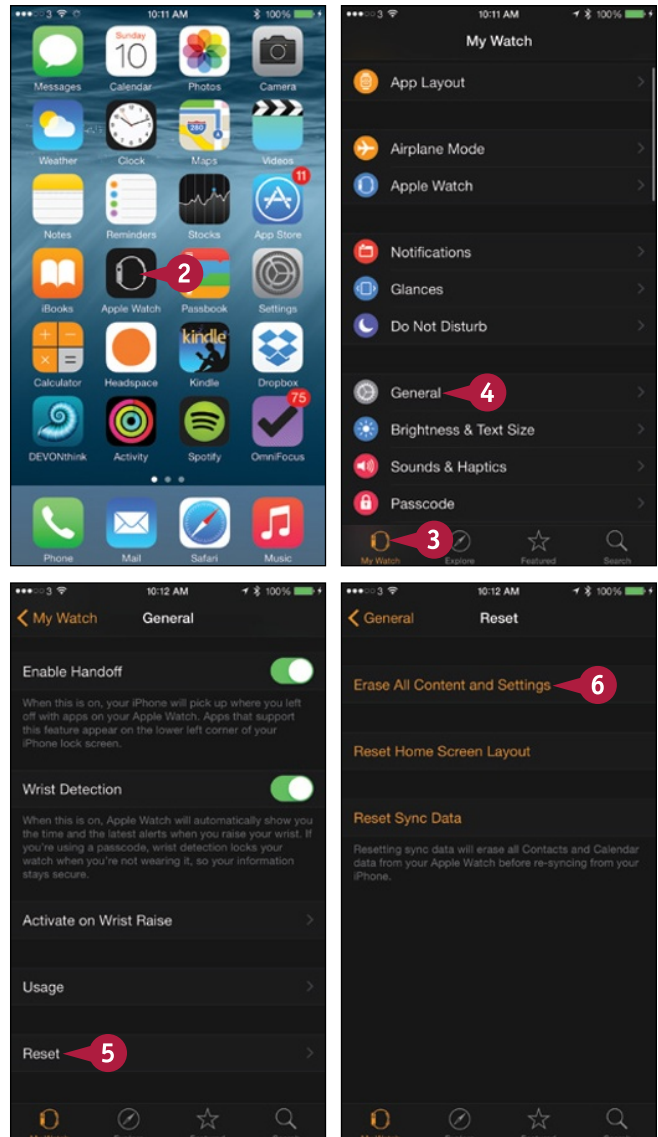 3 10:11 AM 100%
Sunday
10
Messages Calendar Photos Camera
280
Weather Clock Maps Videos
11
Notes Reminders Stocks App Store
2
iBooks Apple Watch Passbook Settings
kindle
Calculator Headspace Kindle Dropbox
75
DEVONthink Activity Spotify OmniFocus
Phone Mail Safari Music
3 10:11 AM 100%
My Watch
App Layout
Airplane Mode
Apple Watch
Notifications
Glances
Do Not Disturb
General 4
Brightness & Text Size
Sounds & Haptics
Passcode
3
My Watch Explore Featured Search
3 10:12 AM 100%
My Watch General
Enable Handoff
When this is on, your iPhone will pick up where you left
off with apps on your Apple Watch. Apps that support
this feature appear on the lower left corner of your
iPhone lock screen.
Wrist Detection
When this is on, Apple Watch will automatically show you
the time and the latest alerts when you raise your wrist. If
you're using a passcode, wrist detection locks your
watch when you're not wearing it, so your information
stays secure.
Activate on Wrist Raise
Usage
Reset 5
3 10:12 AM 100%
General Reset
Erase All Content and Settings 6
Reset Home Screen Layout
Reset Sync Data
Resetting sync data will erase all Contacts and Calendar
data from your Apple Watch before re-syncing from your
iPhone.